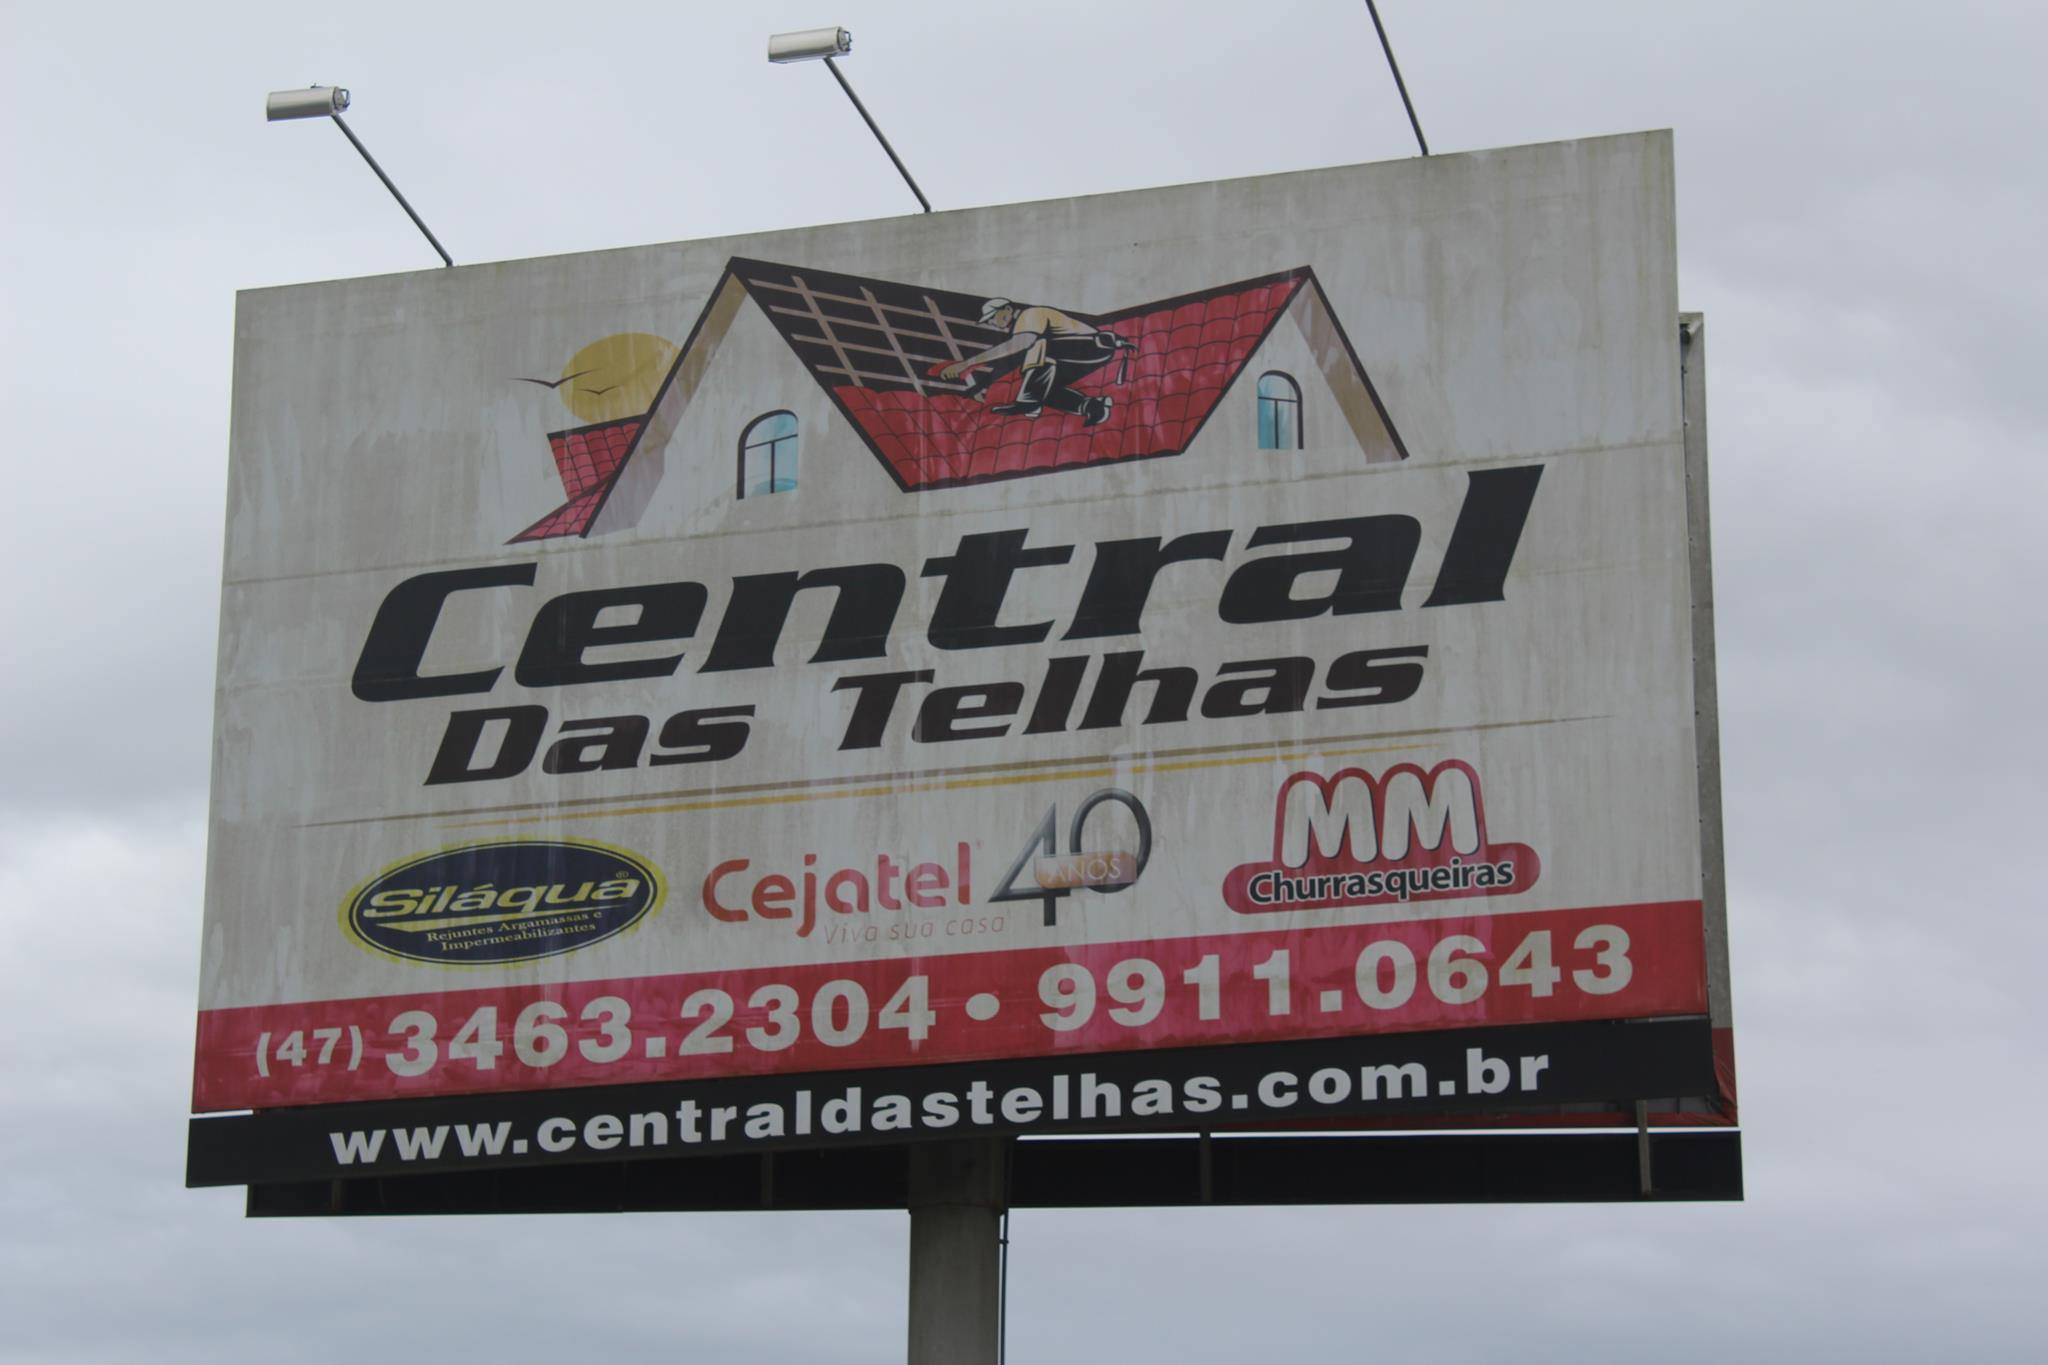 Central
Das Telhas
Siláqua®
Rejuntes Argamassas e
Impermeabilizantes
Cejatel
Viva sua casa
40
ANOS
MM
Churrasqueiras
(47) 3463.2304 • 9911.0643
www.centraldastelhas.com.br